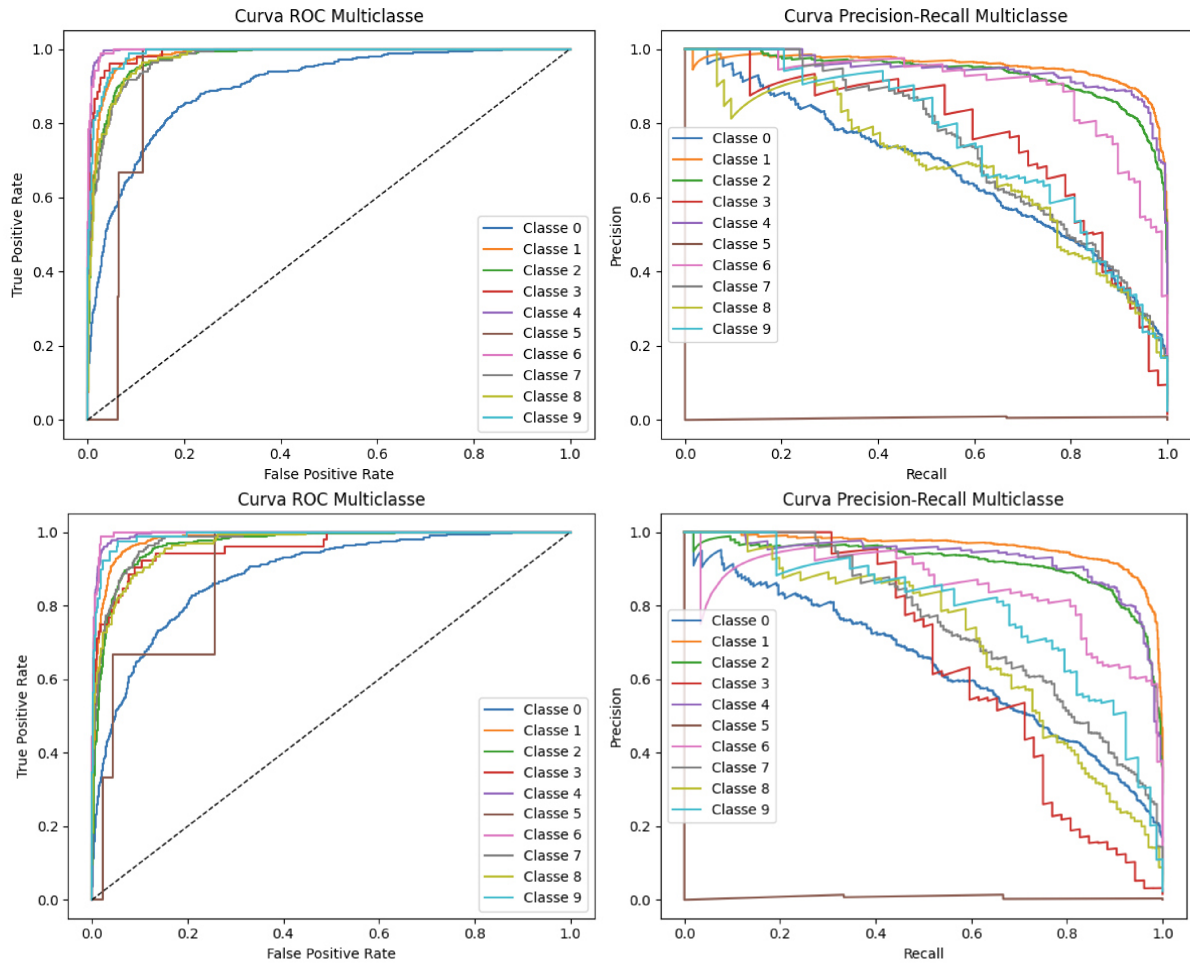 Curva ROC Multiclasse
True Positive Rate
1.0
0.8
0.6
0.4
0.2
0.0
Classe 0
Classe 1
Classe 2
Classe 3
Classe 4
Classe 5
Classe 6
Classe 7
Classe 8
Classe 9
0.0 0.2 0.4 0.6 0.8 1.0
False Positive Rate
Curva Precision-Recall Multiclasse
Precision
1.0
0.8
0.6
0.4
0.2
0.0
Classe 0
Classe 1
Classe 2
Classe 3
Classe 4
Classe 5
Classe 6
Classe 7
Classe 8
Classe 9
0.0 0.2 0.4 0.6 0.8 1.0
Recall
Curva ROC Multiclasse
True Positive Rate
1.0
0.8
0.6
0.4
0.2
0.0
Classe 0
Classe 1
Classe 2
Classe 3
Classe 4
Classe 5
Classe 6
Classe 7
Classe 8
Classe 9
0.0 0.2 0.4 0.6 0.8 1.0
False Positive Rate
Curva Precision-Recall Multiclasse
Precision
1.0
0.8
0.6
0.4
0.2
0.0
Classe 0
Classe 1
Classe 2
Classe 3
Classe 4
Classe 5
Classe 6
Classe 7
Classe 8
Classe 9
0.0 0.2 0.4 0.6 0.8 1.0
Recall